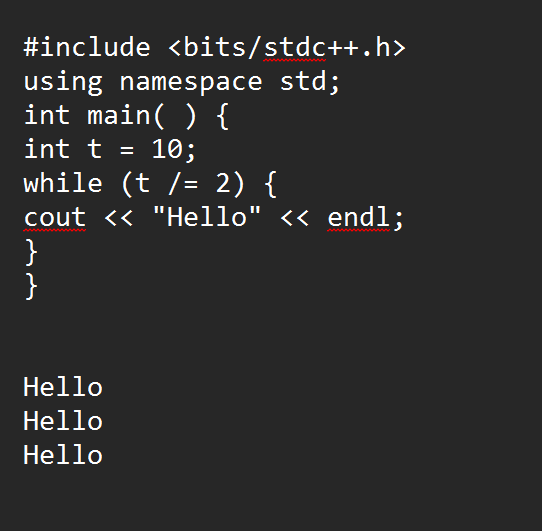 #include <bits/stdc++.h>
using namespace std;
int main( ) {
int t = 10;
while (t /= 2) {
cout << "Hello" << endl;
}
}
Hello
Hello
Hello